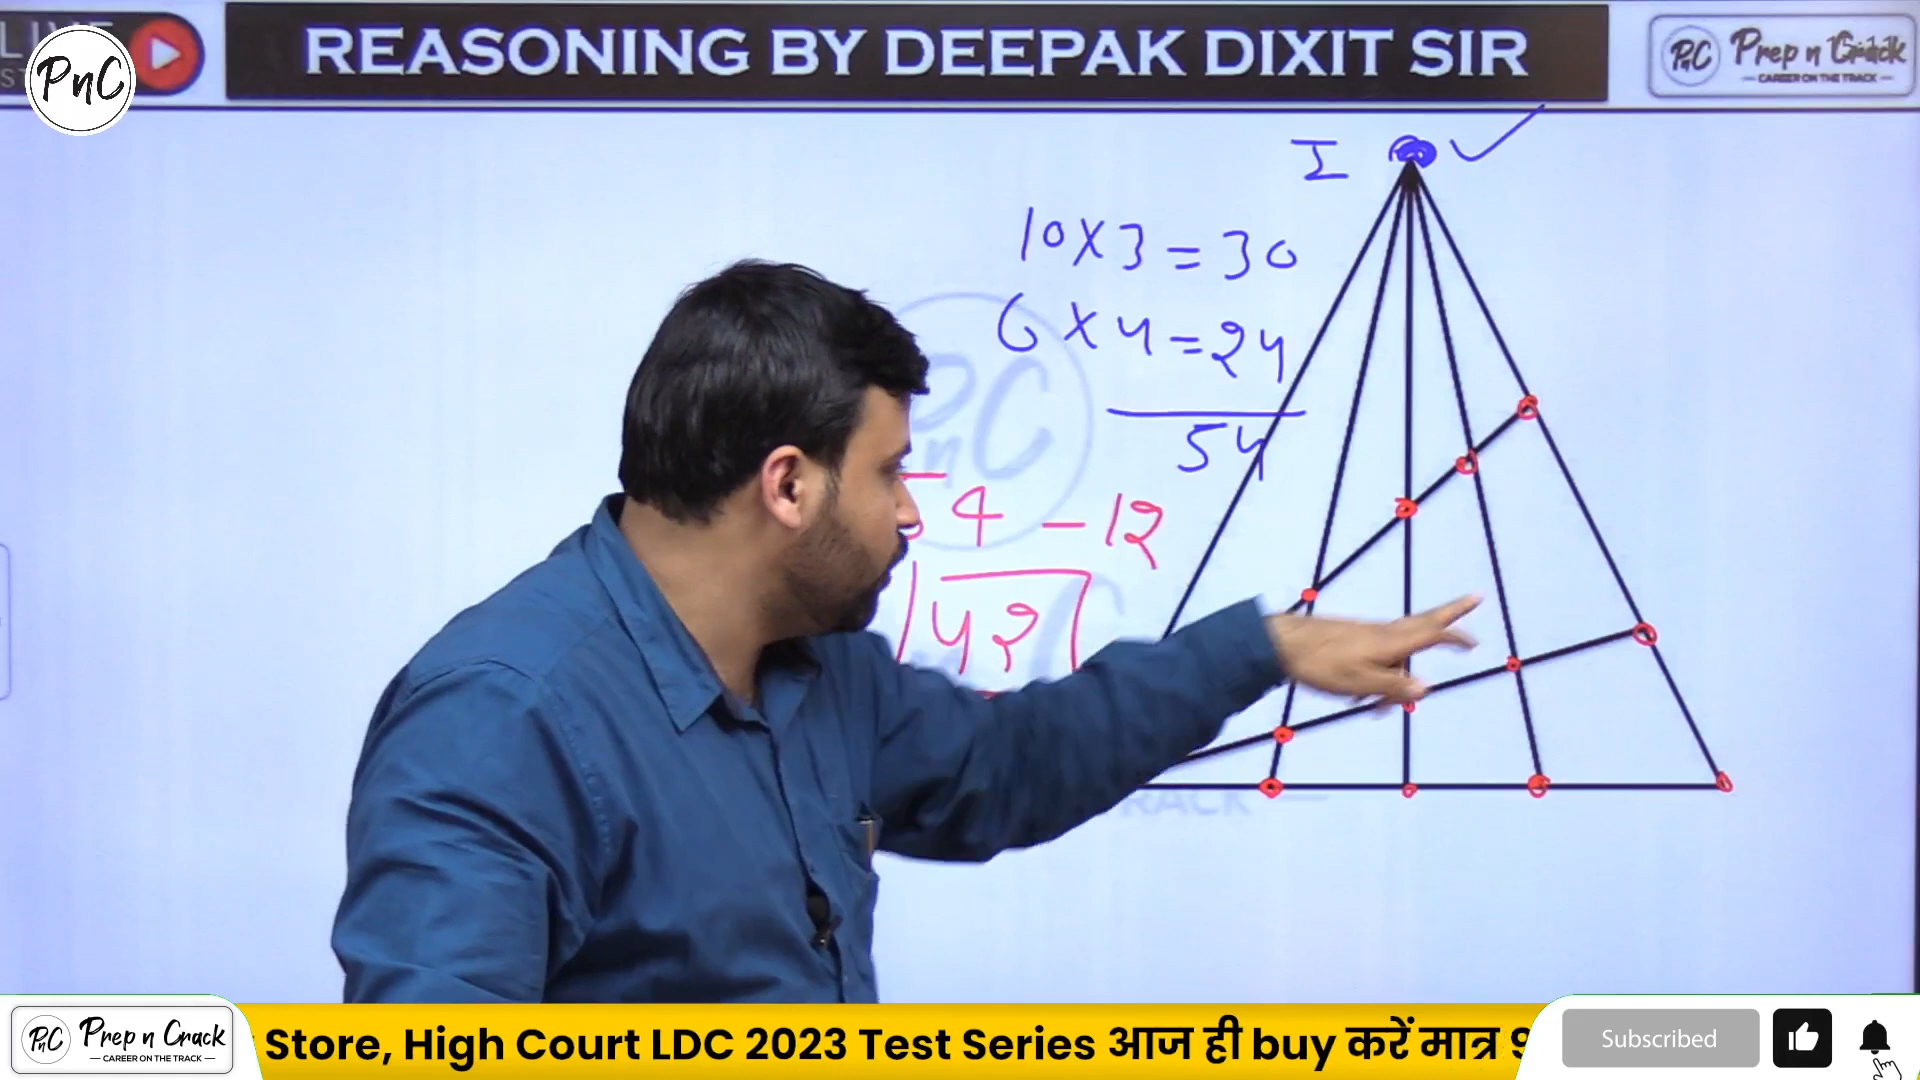 REASONING BY DEEPAK DIXIT SIR
PnC
Prep n Crack
CAREER ON THE TRACK
I
10×3=30
6×4=24
54
54-12
42
Prep n Crack
CAREER ON THE TRACK
Store, High Court LDC 2023 Test Series आज ही buy करें मात्र 9
Subscribed